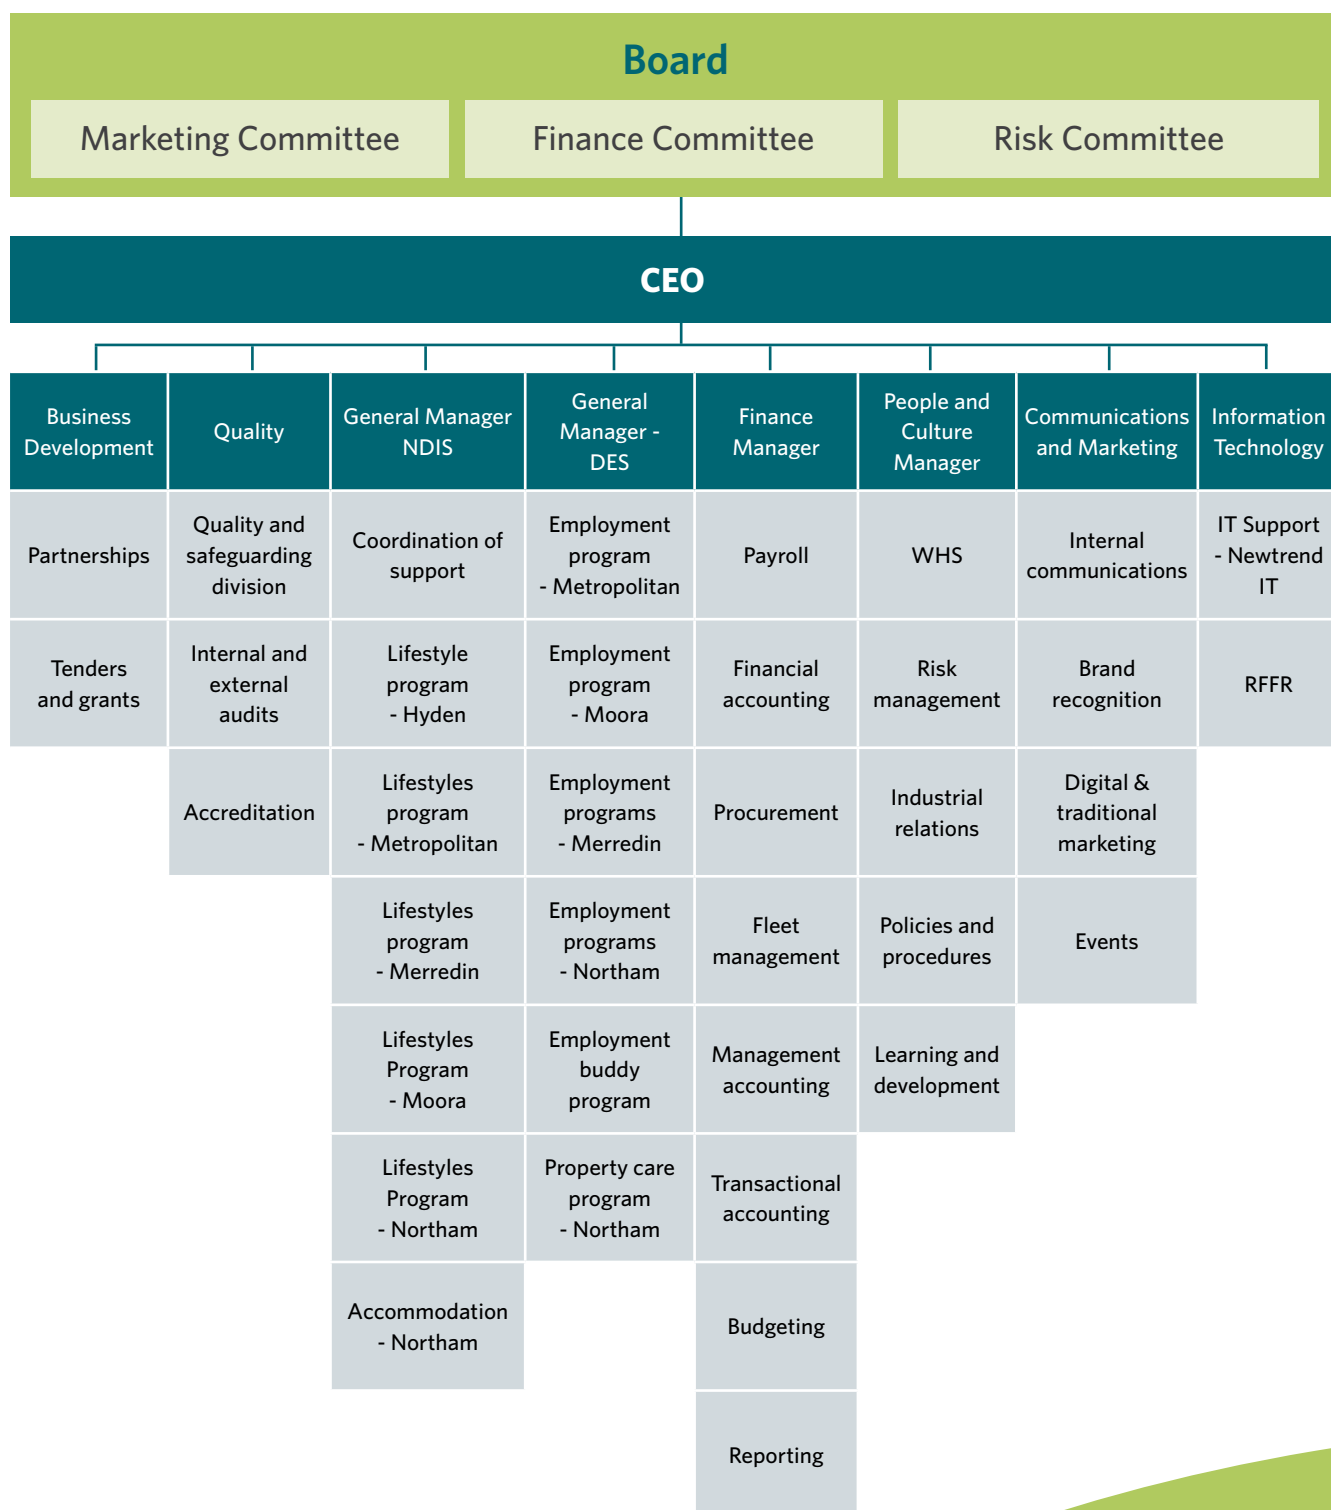 Board
Marketing Committee
Finance Committee
Risk Committee
CEO
Business
Development
Quality
General Manager
NDIS
General
Manager -
DES
Finance
Manager
People and
Culture
Manager
Communications
and Marketing
Information
Technology
Partnerships
Quality and
safeguarding
division
Coordination of
support
Employment
program
- Metropolitan
Payroll
WHS
Internal
communications
IT Support
- Newtrend
IT
Tenders
and grants
Internal and
external
audits
Lifestyle
program
- Hyden
Employment
program
- Moora
Financial
accounting
Risk
management
Brand
recognition
RFFR
Accreditation
Lifestyles
program
- Metropolitan
Employment
programs
- Merredin
Procurement
Industrial
relations
Digital &
traditional
marketing
Lifestyles
program
- Merredin
Employment
programs
- Northam
Fleet
management
Policies and
procedures
Events
Lifestyles
Program
- Moora
Employment
buddy
program
Management
accounting
Learning and
development
Lifestyles
Program
- Northam
Property care
program
- Northam
Transactional
accounting
Accommodation
- Northam
Budgeting
Reporting